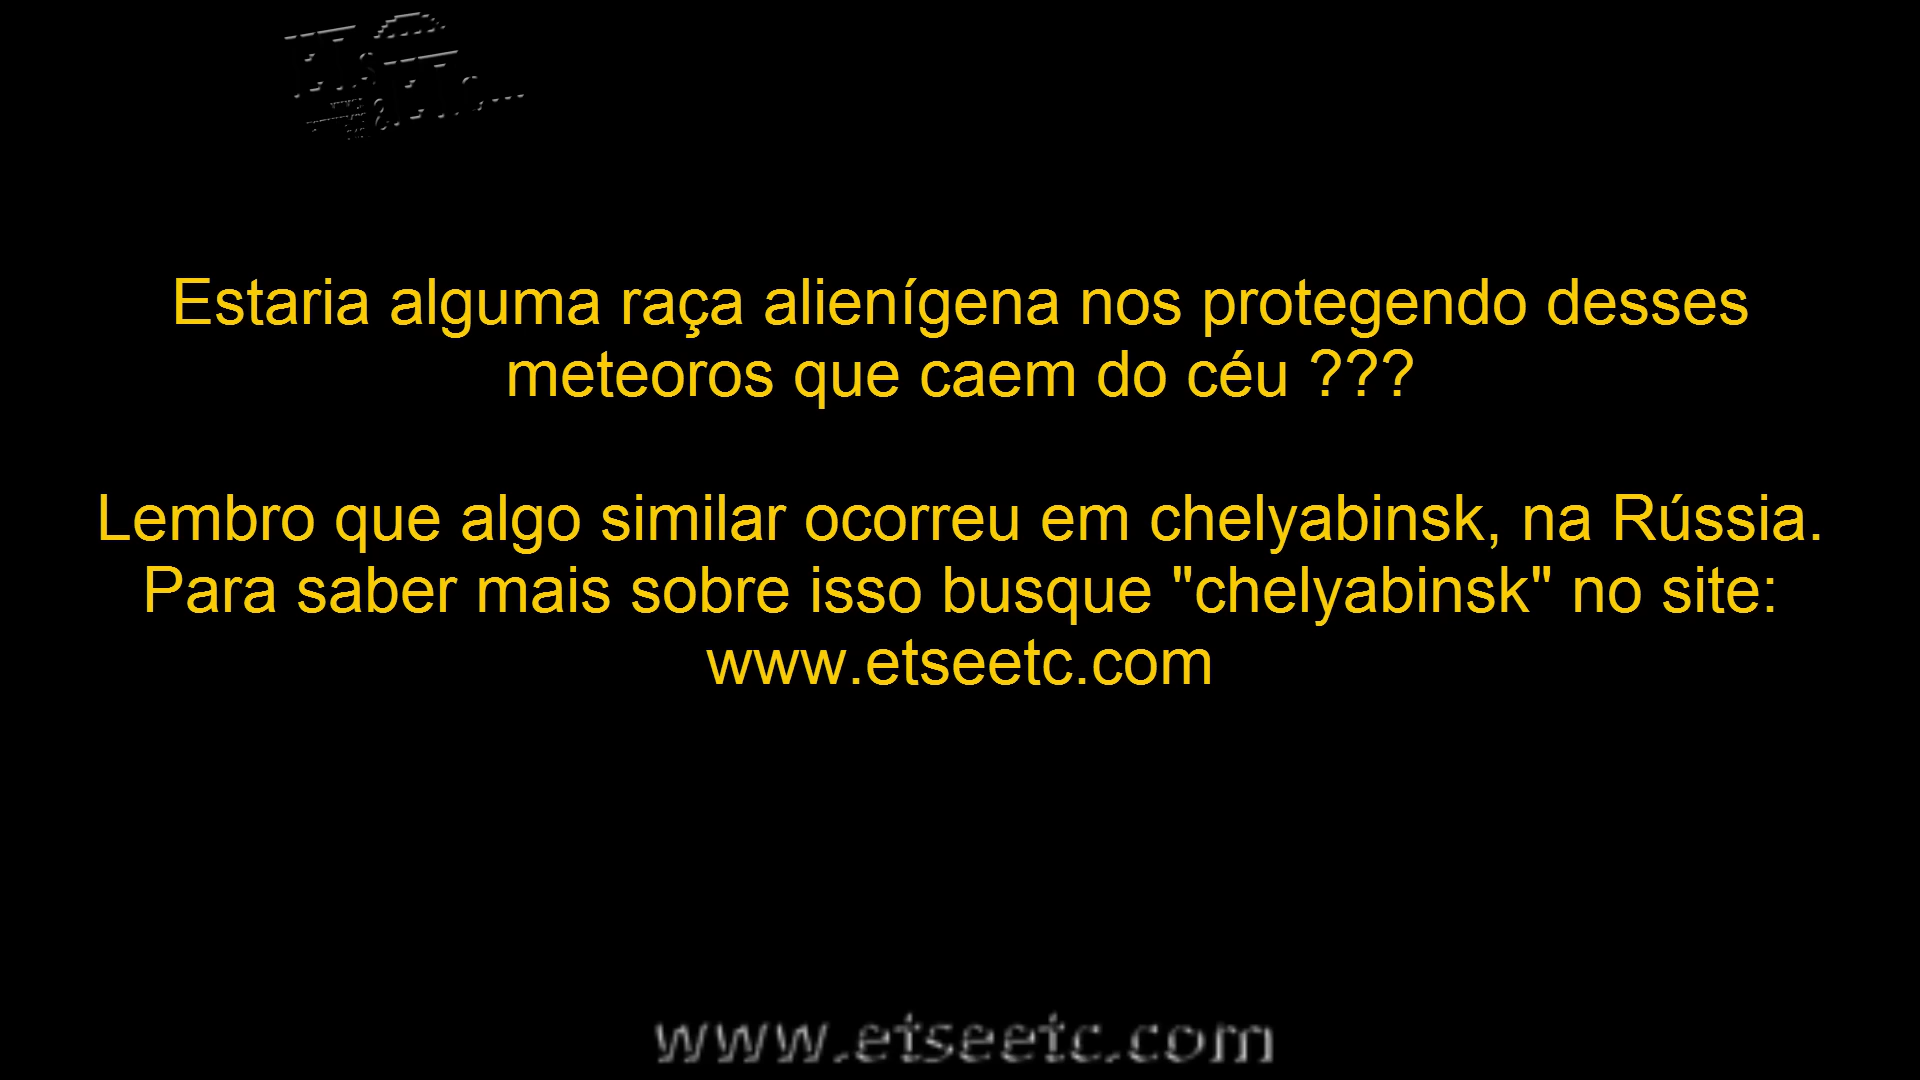 Estaria alguma raça alienígena nos protegendo desses
meteoros que caem do céu ???
Lembro que algo similar ocorreu em chelyabinsk, na Rússia.
Para saber mais sobre isso busque "chelyabinsk" no site:
www.etseetc.com
www.etseetc.com